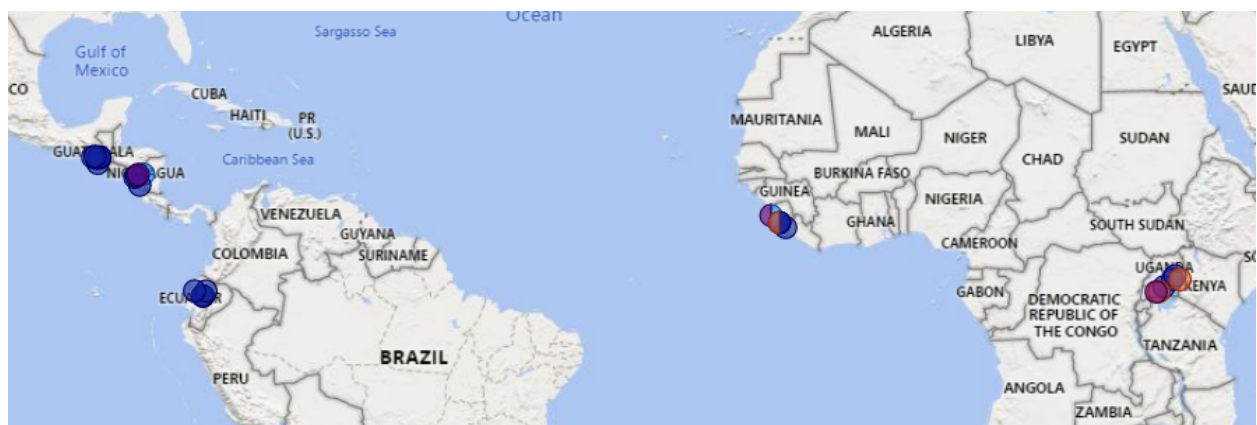 Ocean
Sargasso Sea
Gulf of
Mexico
CO
CUBA
HAITI
PR
(U.S.)
Caribbean Sea
VENEZUELA
GUYANA
SURINAME
COLOMBIA
PERU
BRAZIL
ALGERIA
LIBYA
EGYPT
SAUD
MAURITANIA
MALI
NIGER
CHAD
SUDAN
BURKINA FASO
GUINEA
GHANA
NIGERIA
SOUTH SUDAN
CAMEROON
GABON
DEMOCRATIC
REPUBLIC OF
THE CONGO
KENYA
TANZANIA
ANGOLA
ZAMBIA